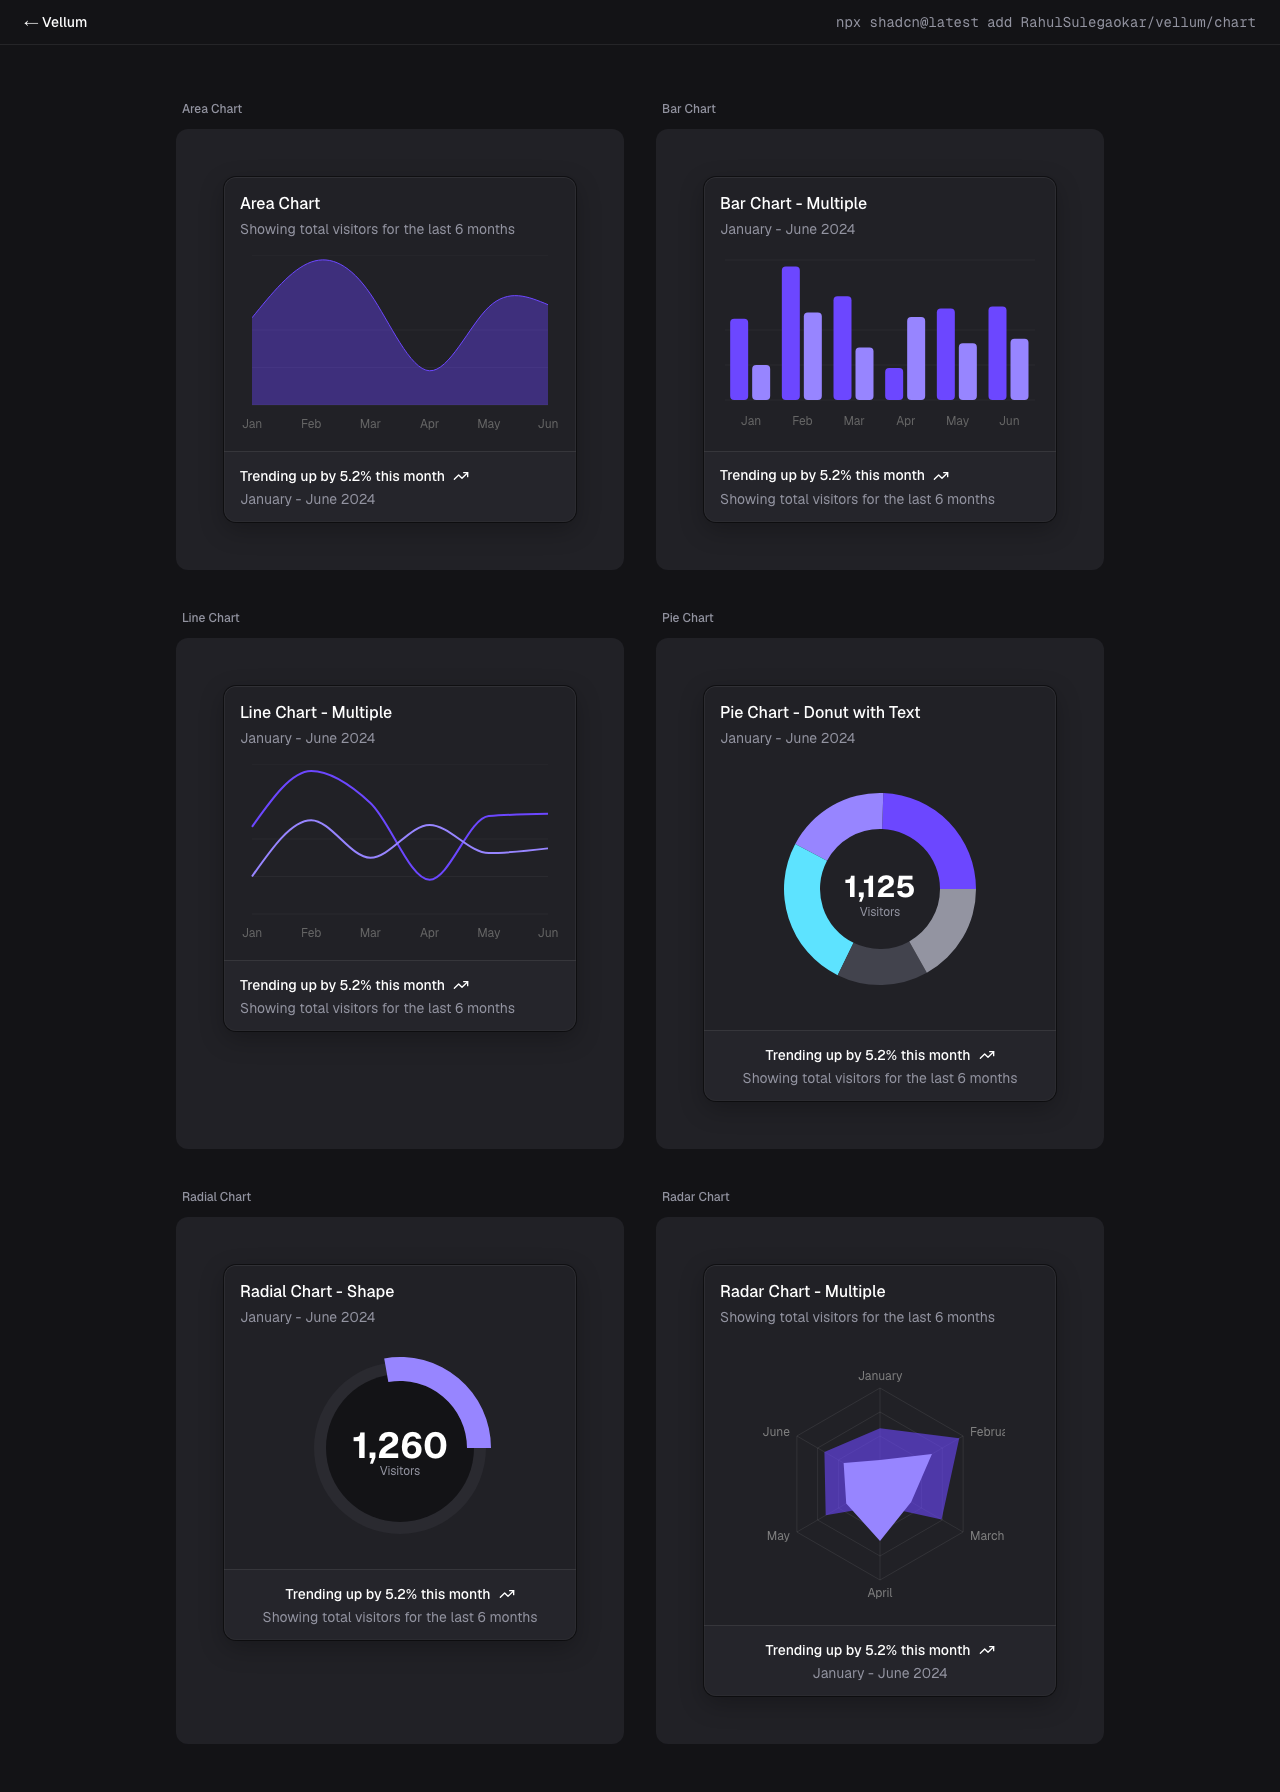 ← Vellum
npx shadcn@latest add RahulSulegaokar/vellum/chart
Area Chart
Area Chart
Showing total visitors for the last 6 months
Jan Feb Mar Apr May Jun
Trending up by 5.2% this month
January - June 2024
Bar Chart
Bar Chart - Multiple
January - June 2024
Jan Feb Mar Apr May Jun
Trending up by 5.2% this month
Showing total visitors for the last 6 months
Line Chart
Line Chart - Multiple
January - June 2024
Jan Feb Mar Apr May Jun
Trending up by 5.2% this month
Showing total visitors for the last 6 months
Pie Chart
Pie Chart - Donut with Text
January - June 2024
1,125
Visitors
Trending up by 5.2% this month
Showing total visitors for the last 6 months
Radial Chart
Radial Chart - Shape
January - June 2024
1,260
Visitors
Trending up by 5.2% this month
Showing total visitors for the last 6 months
Radar Chart
Radar Chart - Multiple
Showing total visitors for the last 6 months
January
June
May
March
April
Trending up by 5.2% this month
January - June 2024